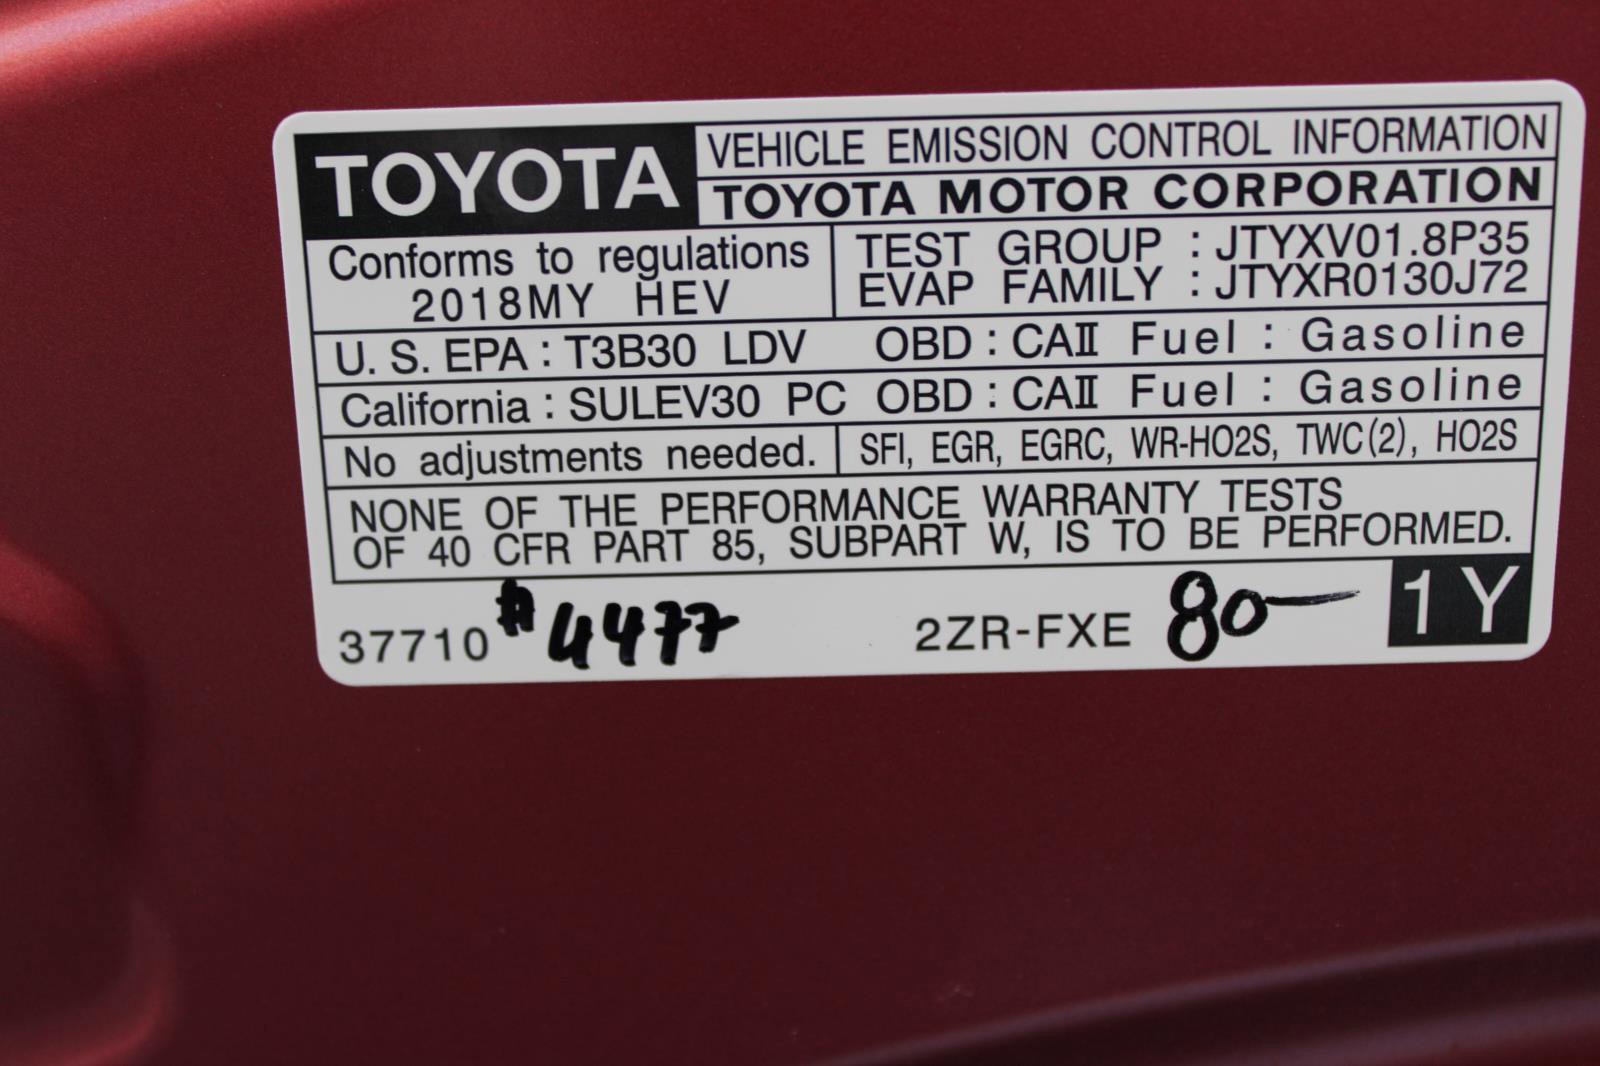 TOYOTA VEHICLE EMISSION CONTROL INFORMATION
TOYOTA MOTOR CORPORATION
Conforms to regulations
2018MY HEV
TEST GROUP : JTYXV01.8P35
EVAP FAMILY : JTYXR0130J72
U. S. EPA : T3B30 LDV OBD : CAⅡ Fuel : Gasoline
California : SULEV30 PC OBD : CAⅡ Fuel : Gasoline
No adjustments needed. SFI, EGR, EGRC, WR-HO2S, TWC(2), HO2S
NONE OF THE PERFORMANCE WARRANTY TESTS
OF 40 CFR PART 85, SUBPART W, IS TO BE PERFORMED.
37710 #4477 2ZR-FXE 80- 1Y